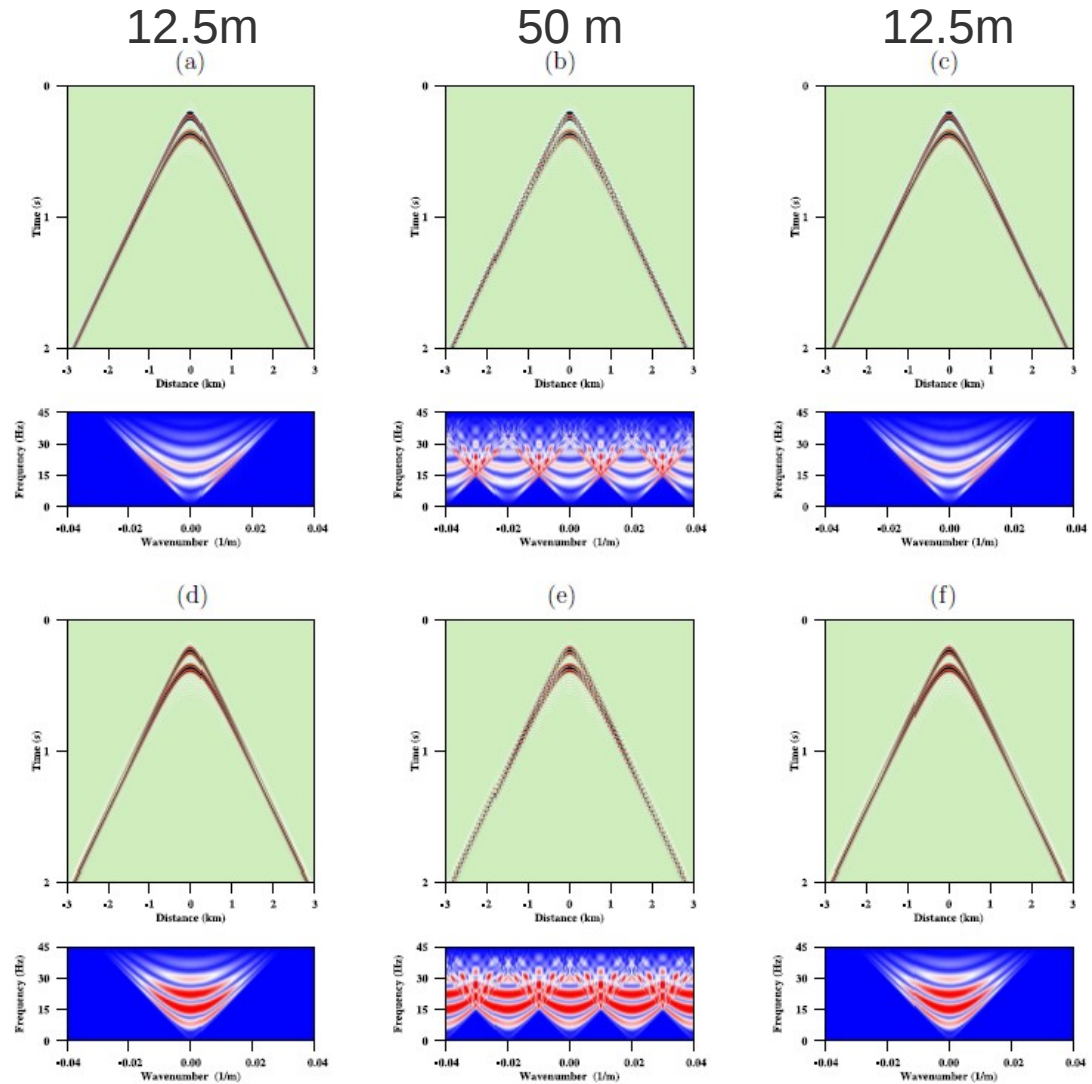 12.5m 50 m 12.5m
(a) (b) (c)
0 0 0
Time (s) Time (s) Time (s)
1 1 1
2 2 2
-3 -2 -1 0 1 2 3 -3 -2 -1 0 1 2 3 -3 -2 -1 0 1 2 3
Distance (km) Distance (km) Distance (km)
45 45 45
30 30 30
Frequency (Hz) Frequency (Hz) Frequency (Hz)
15 15 15
0 0 0
-0.04 -0.02 0.00 0.02 0.04 -0.04 -0.02 0.00 0.02 0.04 -0.04 -0.02 0.00 0.02 0.04
Wavenumber (1/m) Wavenumber (1/m) Wavenumber (1/m)
(d) (e) (f)
0 0 0
Time (s) Time (s) Time (s)
1 1 1
2 2 2
-3 -2 -1 0 1 2 3 -3 -2 -1 0 1 2 3 -3 -2 -1 0 1 2 3
Distance (km) Distance (km) Distance (km)
45 45 45
30 30 30
Frequency (Hz) Frequency (Hz) Frequency (Hz)
15 15 15
0 0 0
-0.04 -0.02 0.00 0.02 0.04 -0.04 -0.02 0.00 0.02 0.04 -0.04 -0.02 0.00 0.02 0.04
Wavenumber (1/m) Wavenumber (1/m) Wavenumber (1/m)